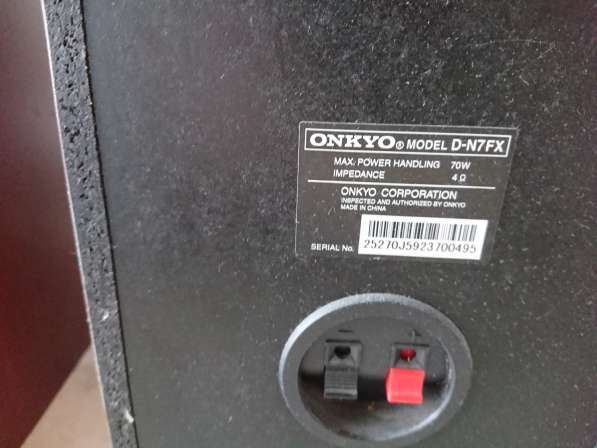 ONKYO® MODEL D-N7FX
MAX. POWER HANDLING 70W
IMPEDANCE 4 Ω
ONKYO CORPORATION
INSPECTED AND AUTHORIZED BY ONKYO
MADE IN CHINA
SERIAL No. 25270J5923700495
− +